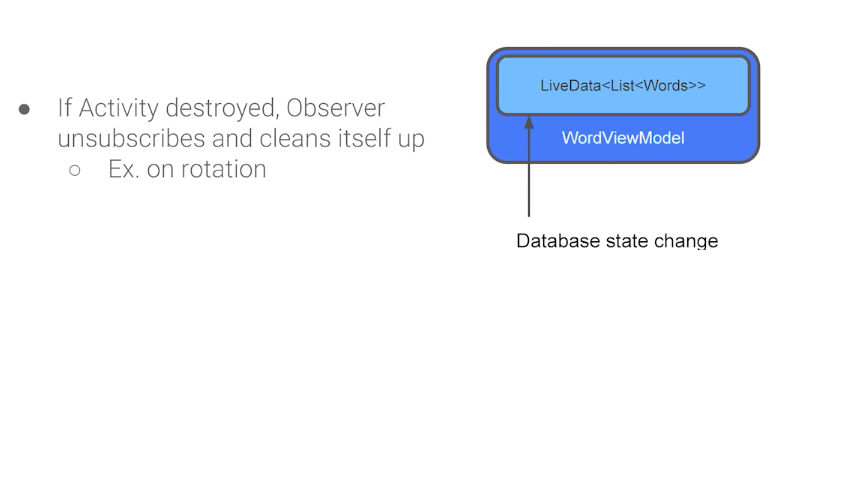 ● If Activity destroyed, Observer
unsubscribes and cleans itself up
○ Ex. on rotation
LiveData<List<Words>>
WordViewModel
Database state change